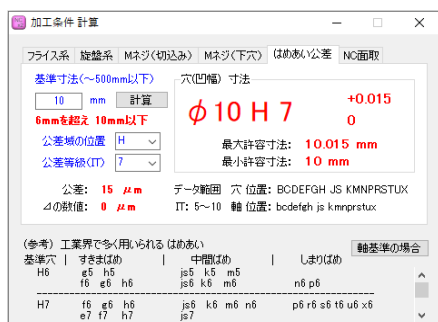 加工条件 計算
フライス系 旋盤系 Mネジ(切込み) Mネジ(下穴) はめあい公差 NC面取
基準寸法(~500mm以下)
10 mm 計算
6mmを超え 10mm以下
公差域の位置 H
公差等級(IT) 7
穴(凹幅) 寸法
φ10 H 7 +0.015
0
最大許容寸法: 10.015 mm
最小許容寸法: 10 mm
公差: 15 μm
⊿の数値: 0 μm
データ範囲 穴 位置: BCDEFGH JS KMNPRSTUX
IT: 5~10 軸 位置: bcdefgh js kmnprstux
(参考) 工業界で多く用いられる はめあい
軸基準の場合
基準穴 | すきまばめ | 中間ばめ | しまりばめ
H6 g5 h5 js5 k5 m5
f6 g6 h6 js6 k6 m6 n6 p6
H7 f6 g6 h6 js6 k6 m6 n6 p6 r6 s6 t6 u6 x6
e7 f7 h7 js7